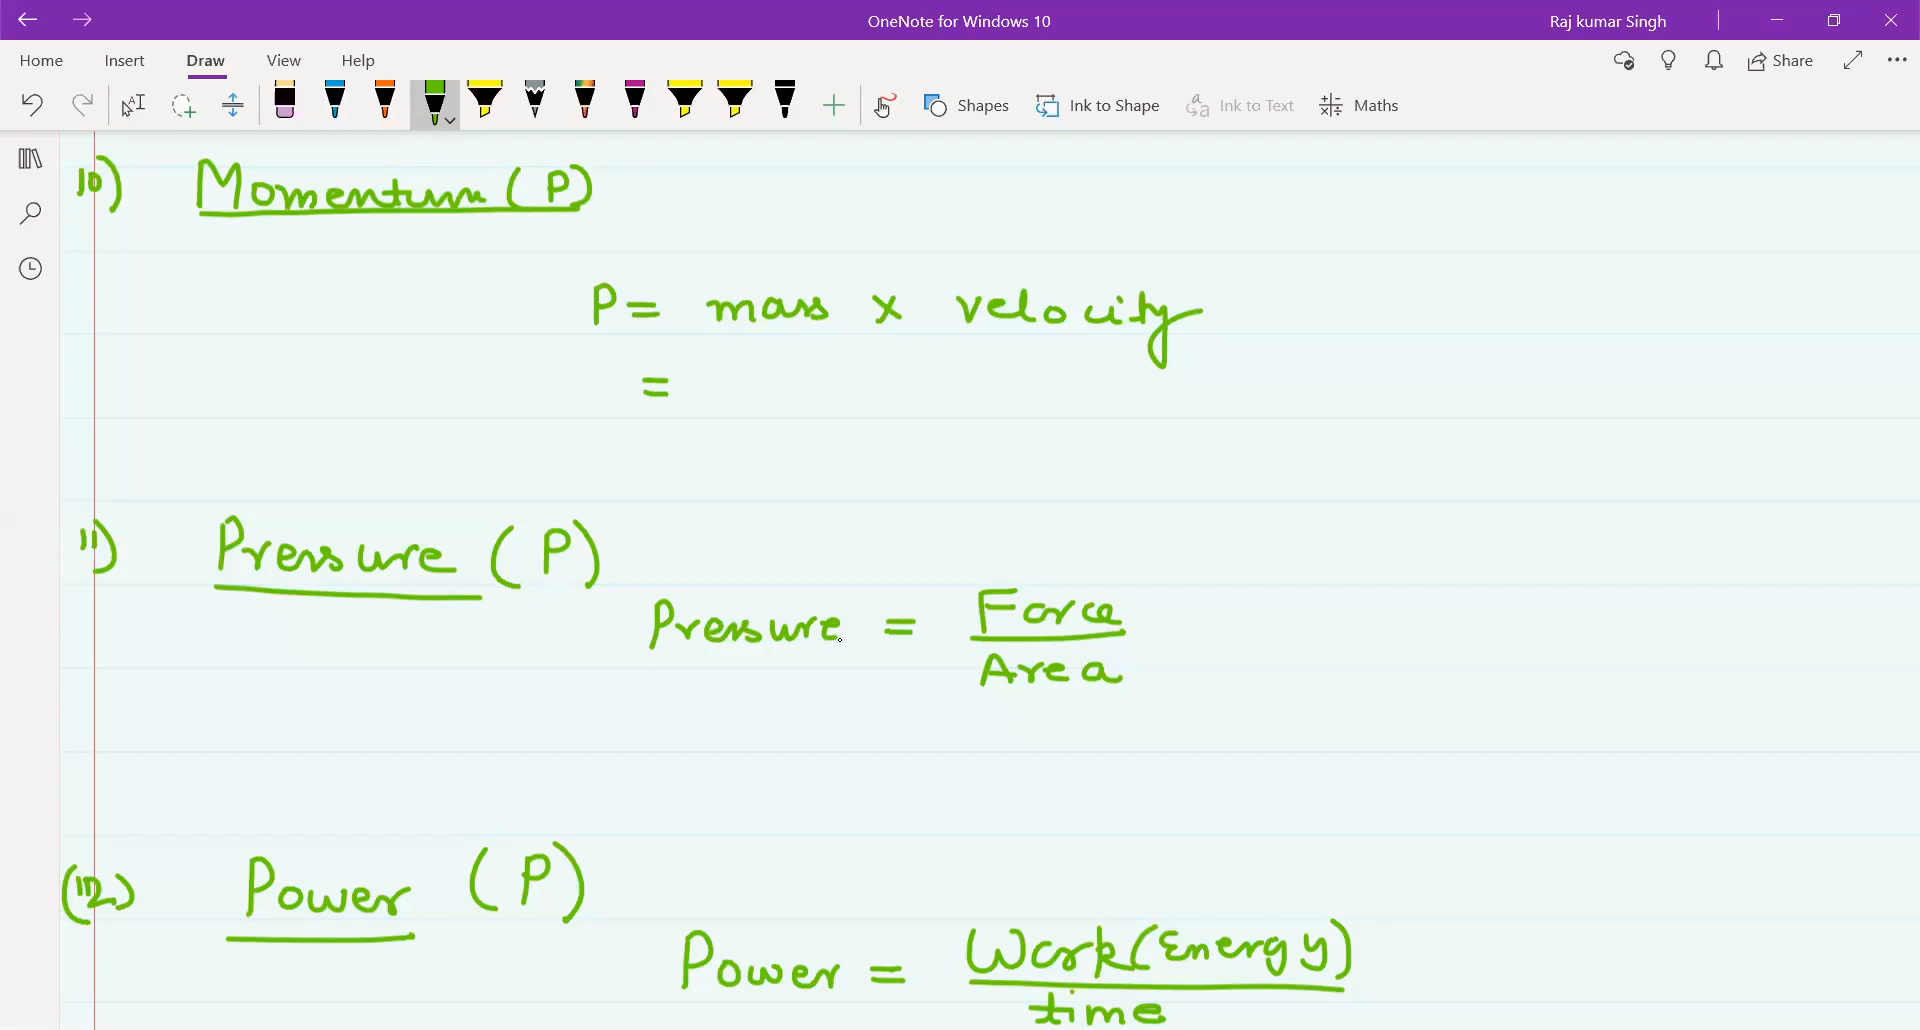 OneNote for Windows 10
Raj kumar Singh
Home Insert Draw View Help
Share
Shapes Ink to Shape Ink to Text Maths
10) Momentum (P)
P = mass x velocity
=
11) Pressure (P)
Pressure = Force
Area
(12) Power (P)
Power = Work (Energy)
time